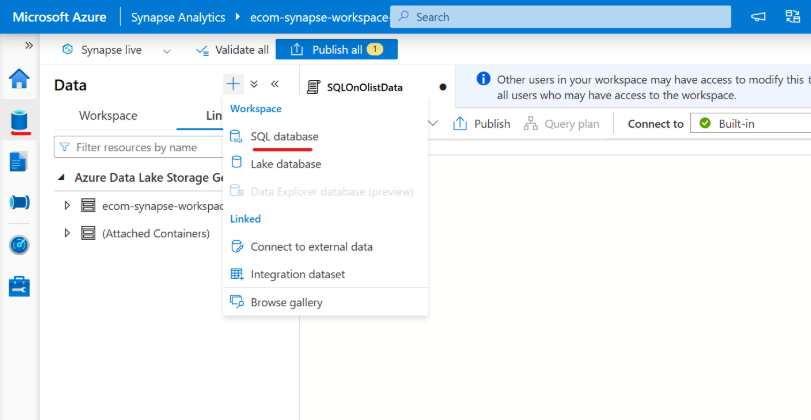 Microsoft Azure
Synapse Analytics
ecom-synapse-workspace-
Search
Synapse live
Validate all
Publish all
1
Data
Workspace
Lin
Filter resources by name
Azure Data Lake Storage Ge
ecom-synapse-workspac
(Attached Containers)
Workspace
SQL database
Lake database
Data Explorer database (preview)
Linked
Connect to external data
Integration dataset
Browse gallery
SQLOnOlistData
Other users in your workspace may have access to modify this t
all users who may have access to the workspace.
Publish
Query plan
Connect to
Built-in